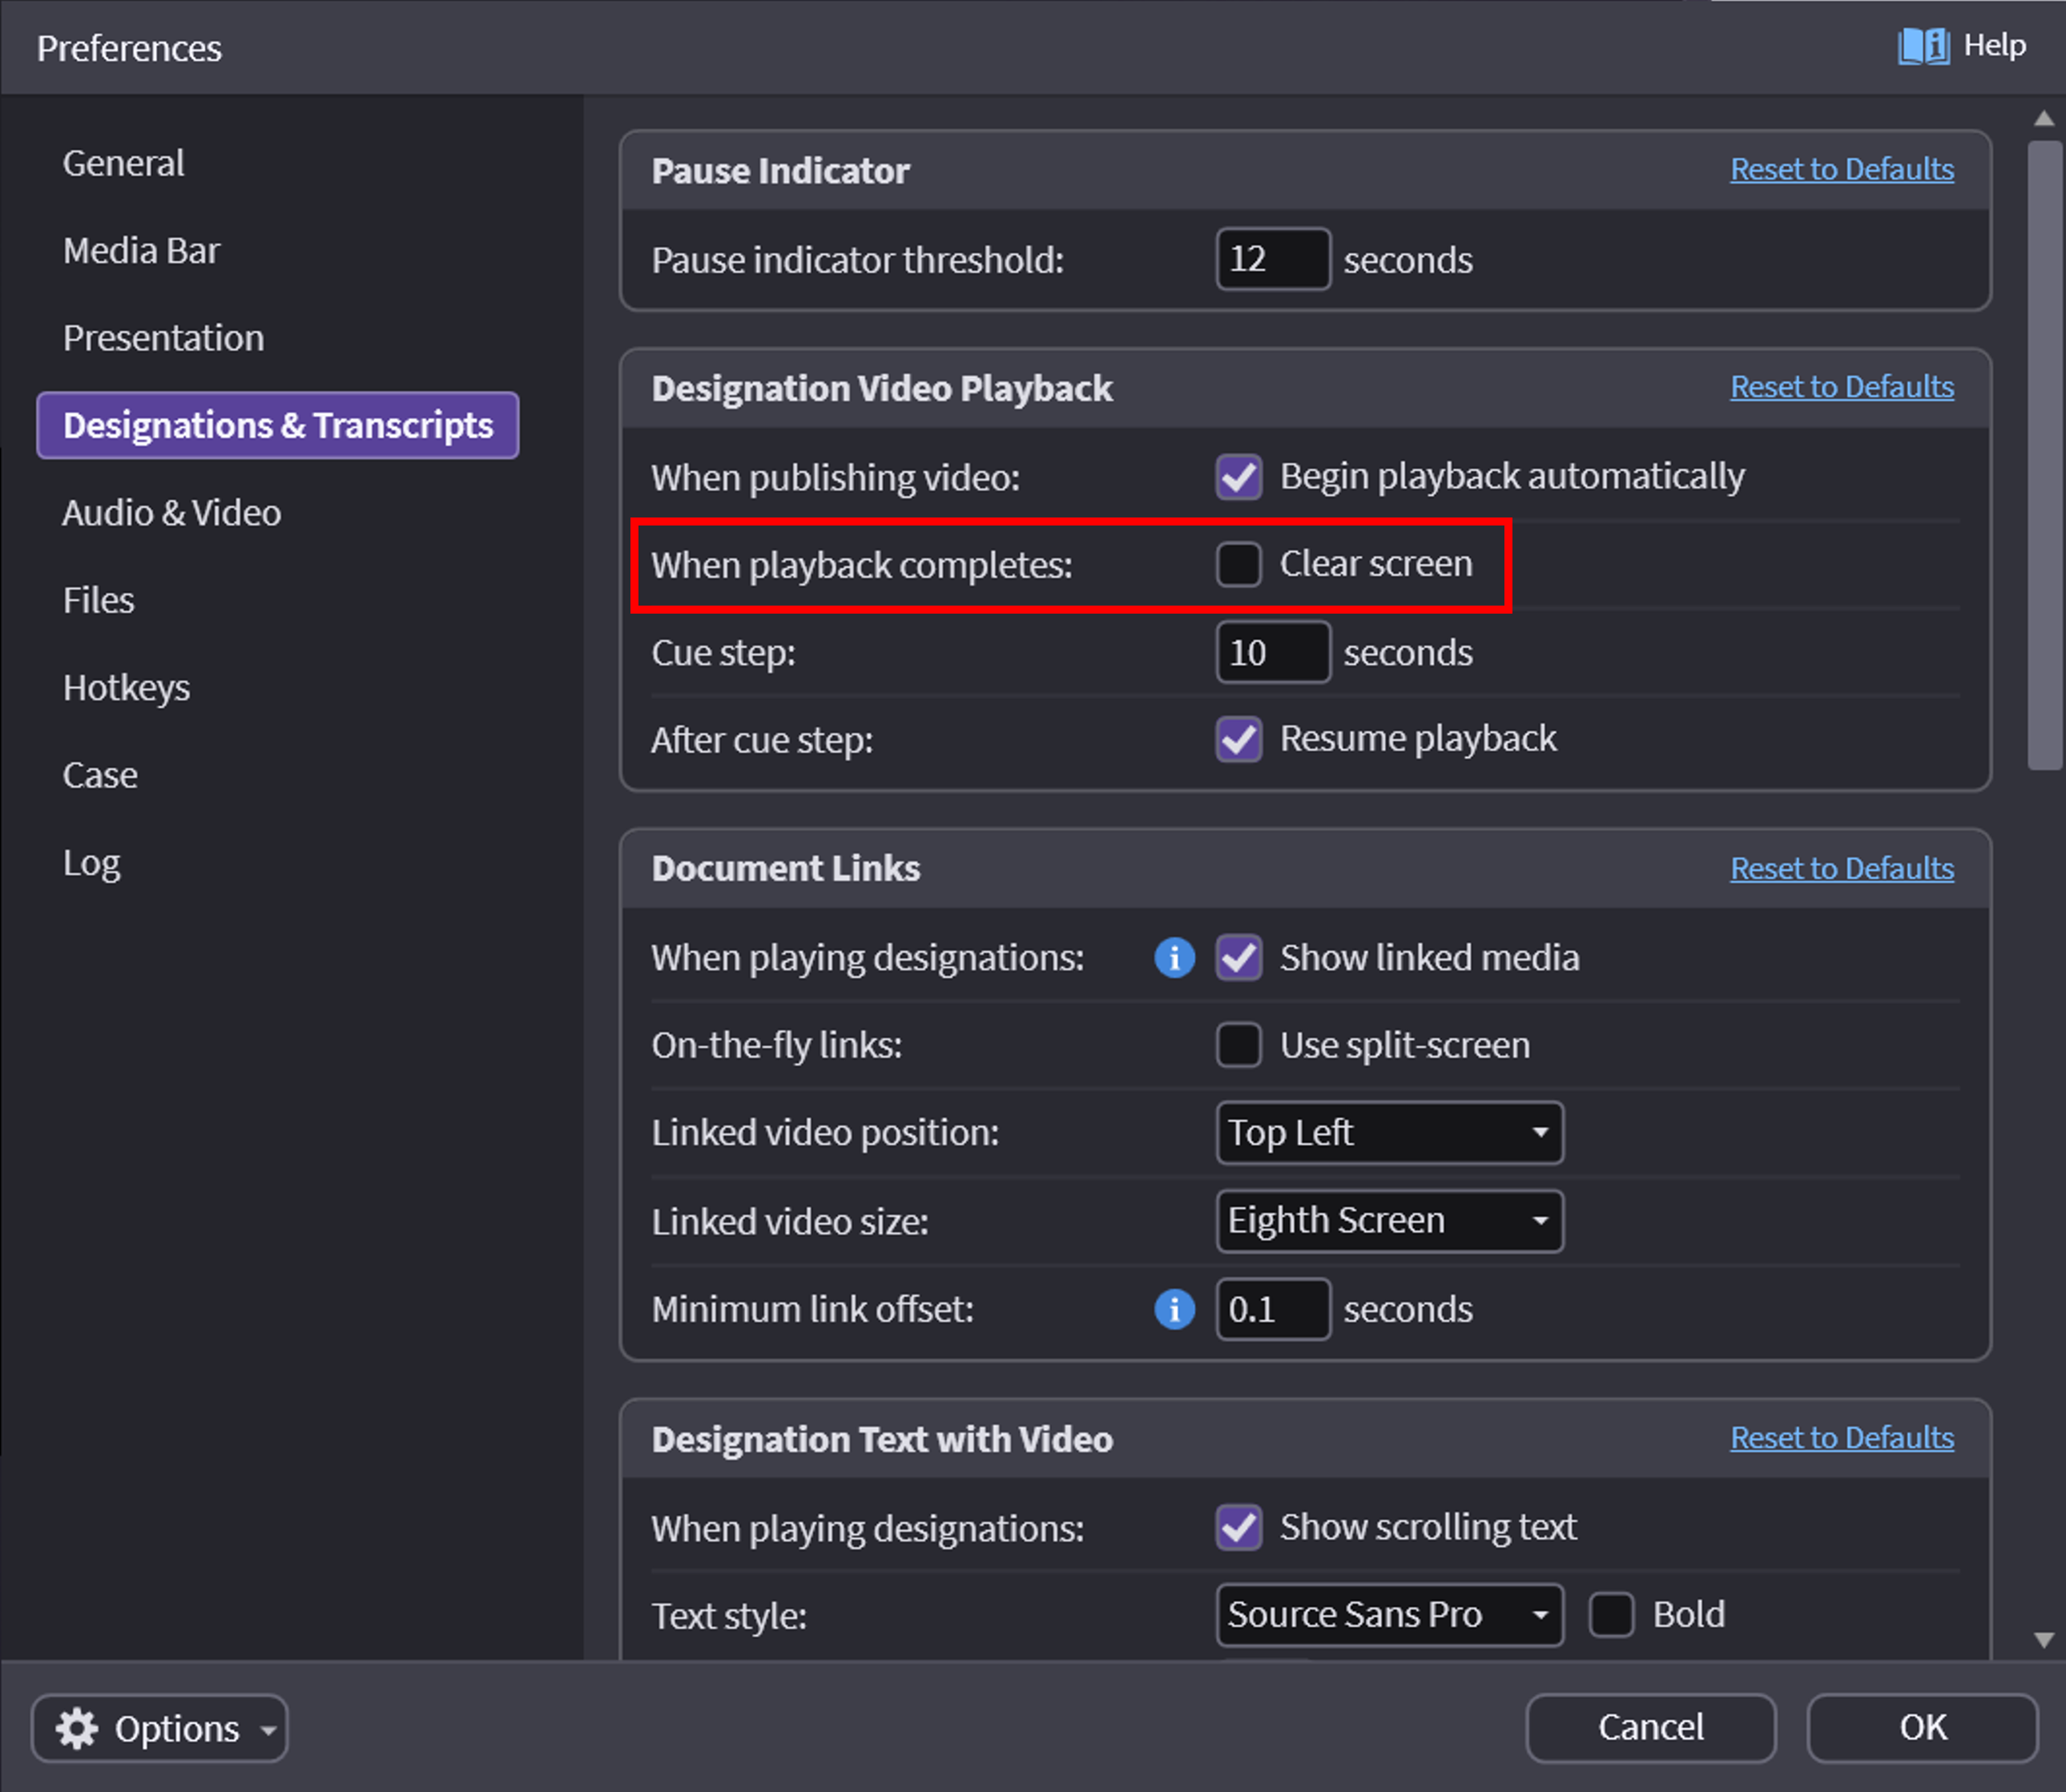 Preferences
Help
General
Media Bar
Presentation
Designations & Transcripts
Audio & Video
Files
Hotkeys
Case
Log
Pause Indicator
Reset to Defaults
Pause indicator threshold: 12 seconds
Designation Video Playback
Reset to Defaults
When publishing video: Begin playback automatically
When playback completes: Clear screen
Cue step: 10 seconds
After cue step: Resume playback
Document Links
Reset to Defaults
When playing designations: i Show linked media
On-the-fly links: Use split-screen
Linked video position: Top Left
Linked video size: Eighth Screen
Minimum link offset: i 0.1 seconds
Designation Text with Video
Reset to Defaults
When playing designations: Show scrolling text
Text style: Source Sans Pro Bold
Options
Cancel
OK